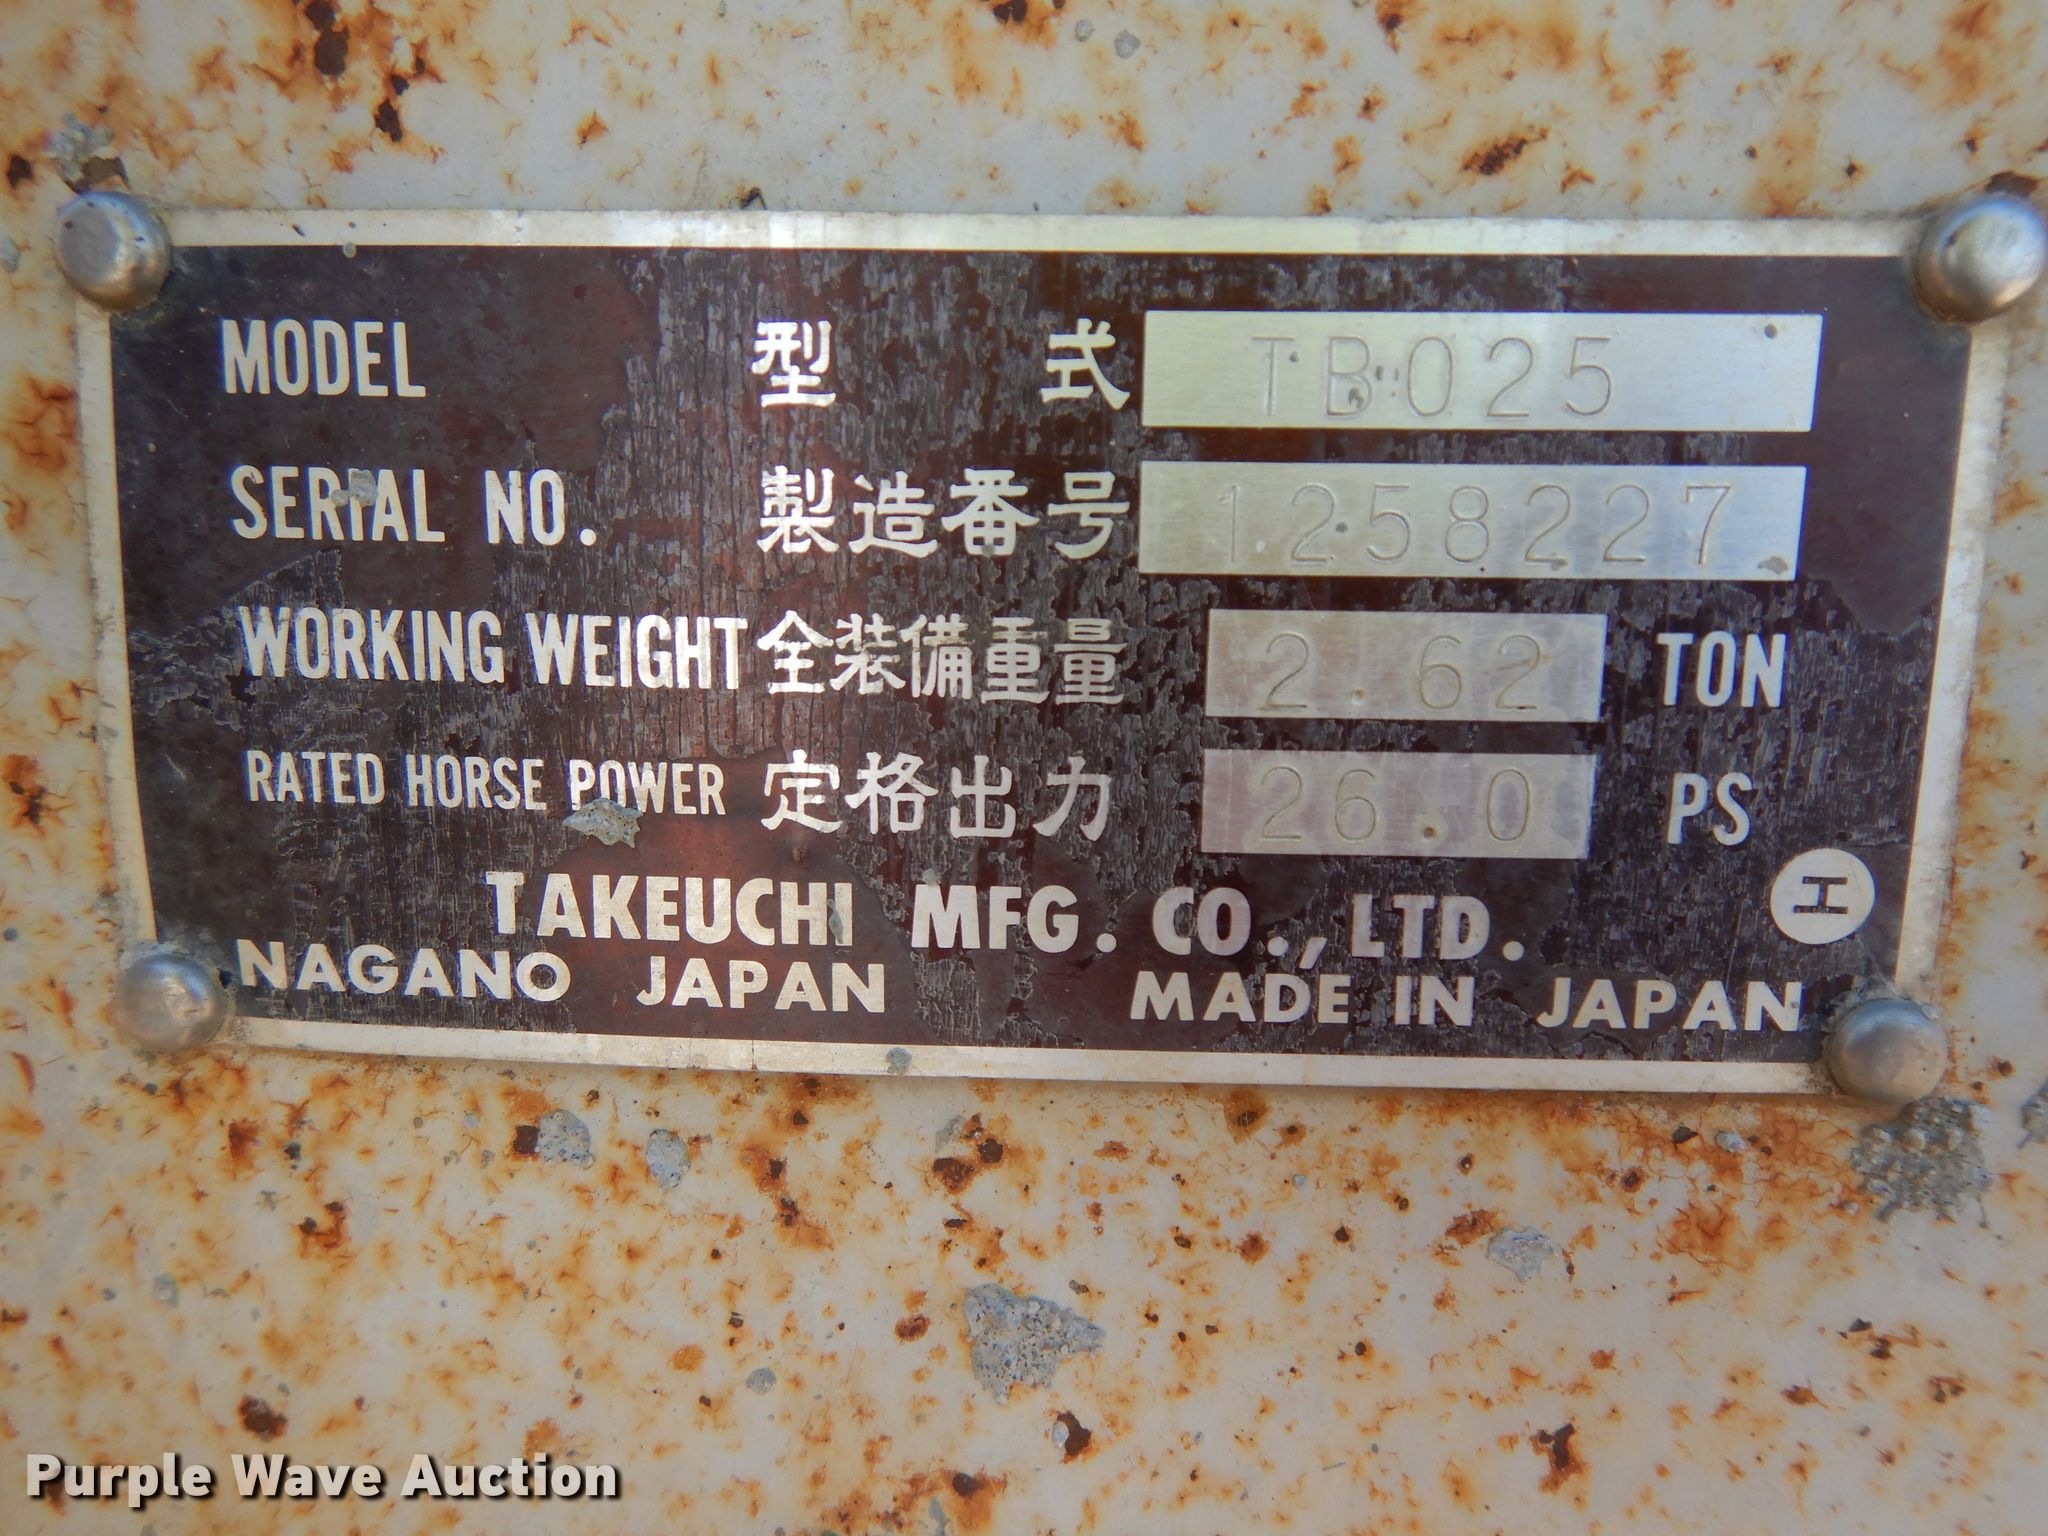 MODEL 型 式 TB025
SERIAL NO. 製造番号 1258227
WORKING WEIGHT 全装備重量 2.62 TON
RATED HORSE POWER 定格出力 26.0 PS
エ
TAKEUCHI MFG. CO., LTD.
NAGANO JAPAN MADE IN JAPAN
Purple Wave Auction